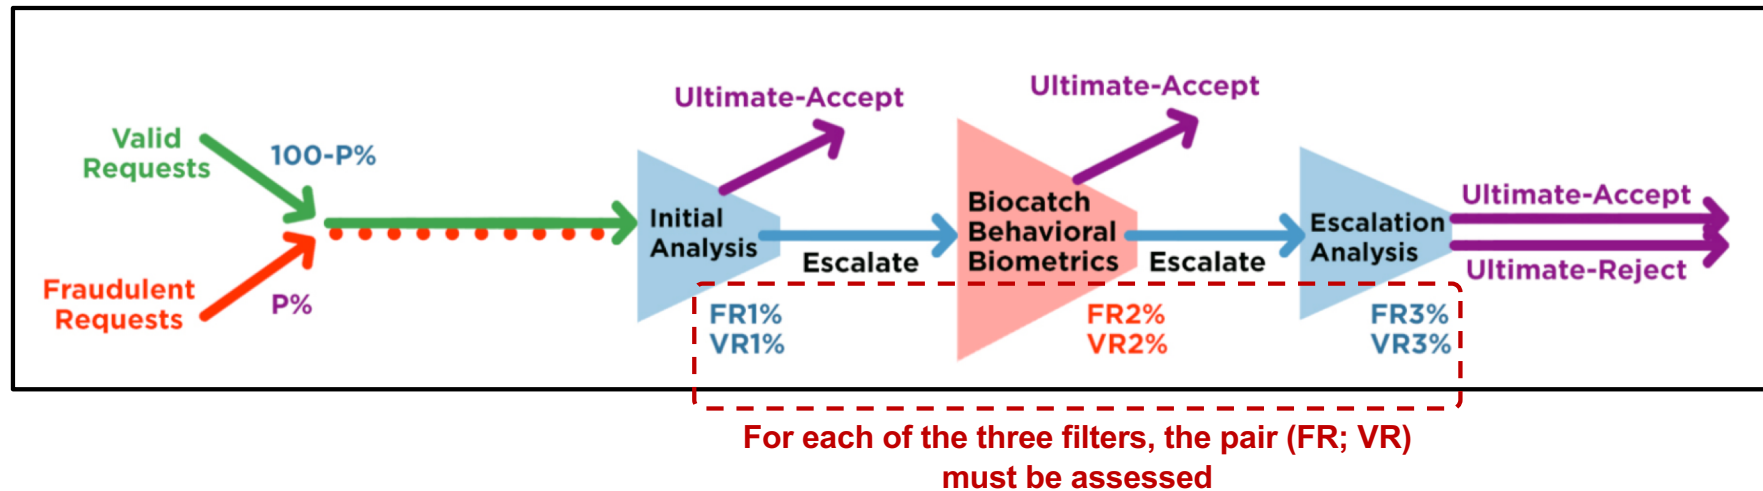 Valid
Requests
100-P%
Fraudulent
Requests
P%
Ultimate-Accept
Initial
Analysis
Escalate
FR1%
VR1%
Ultimate-Accept
Biocatch
Behavioral
Biometrics
Escalate
FR2%
VR2%
Escalation
Analysis
FR3%
VR3%
Ultimate-Accept
Ultimate-Reject
For each of the three filters, the pair (FR; VR)
must be assessed